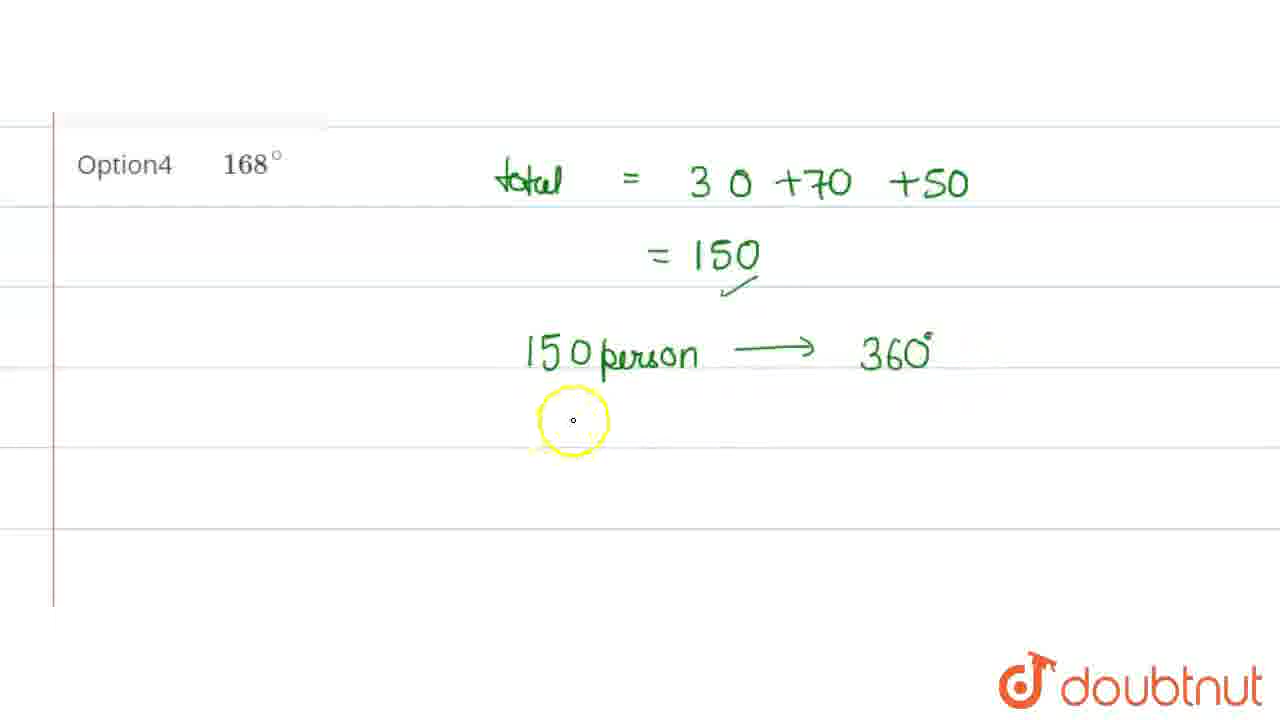 Option4 168°
total = 30 +70 +50
= 150
150 person → 360°
doubtnut